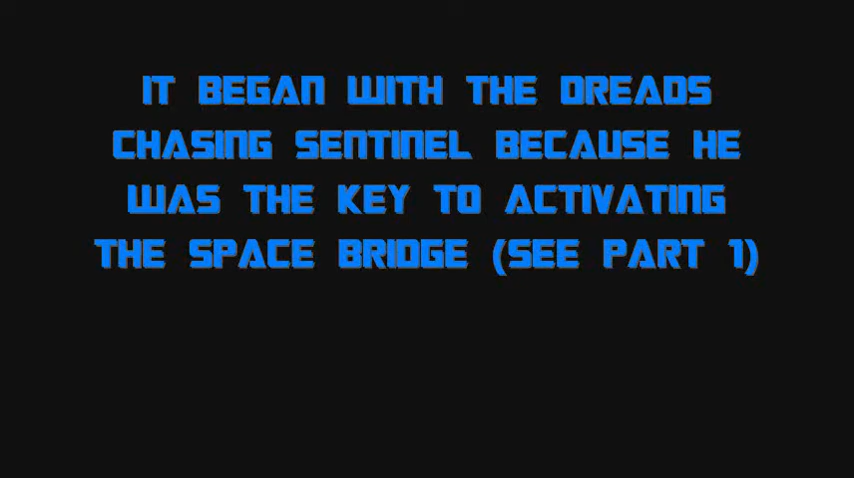 IT BEGAN WITH THE DREADS
CHASING SENTINEL BECAUSE HE
WAS THE KEY TO ACTIVATING
THE SPACE BRIDGE (SEE PART 1)